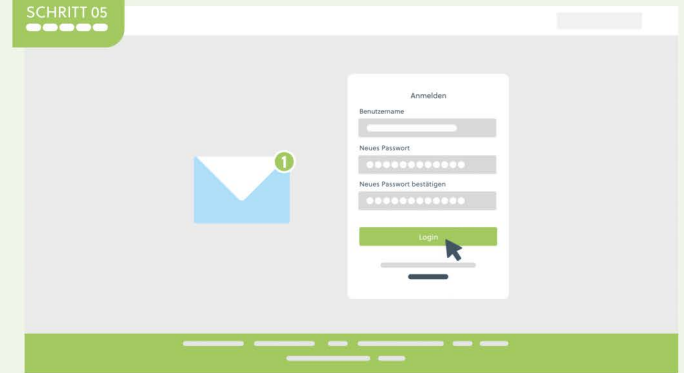 SCHRITT 05
1
Anmelden
Benutzername
Neues Passwort
Neues Passwort bestätigen
Login